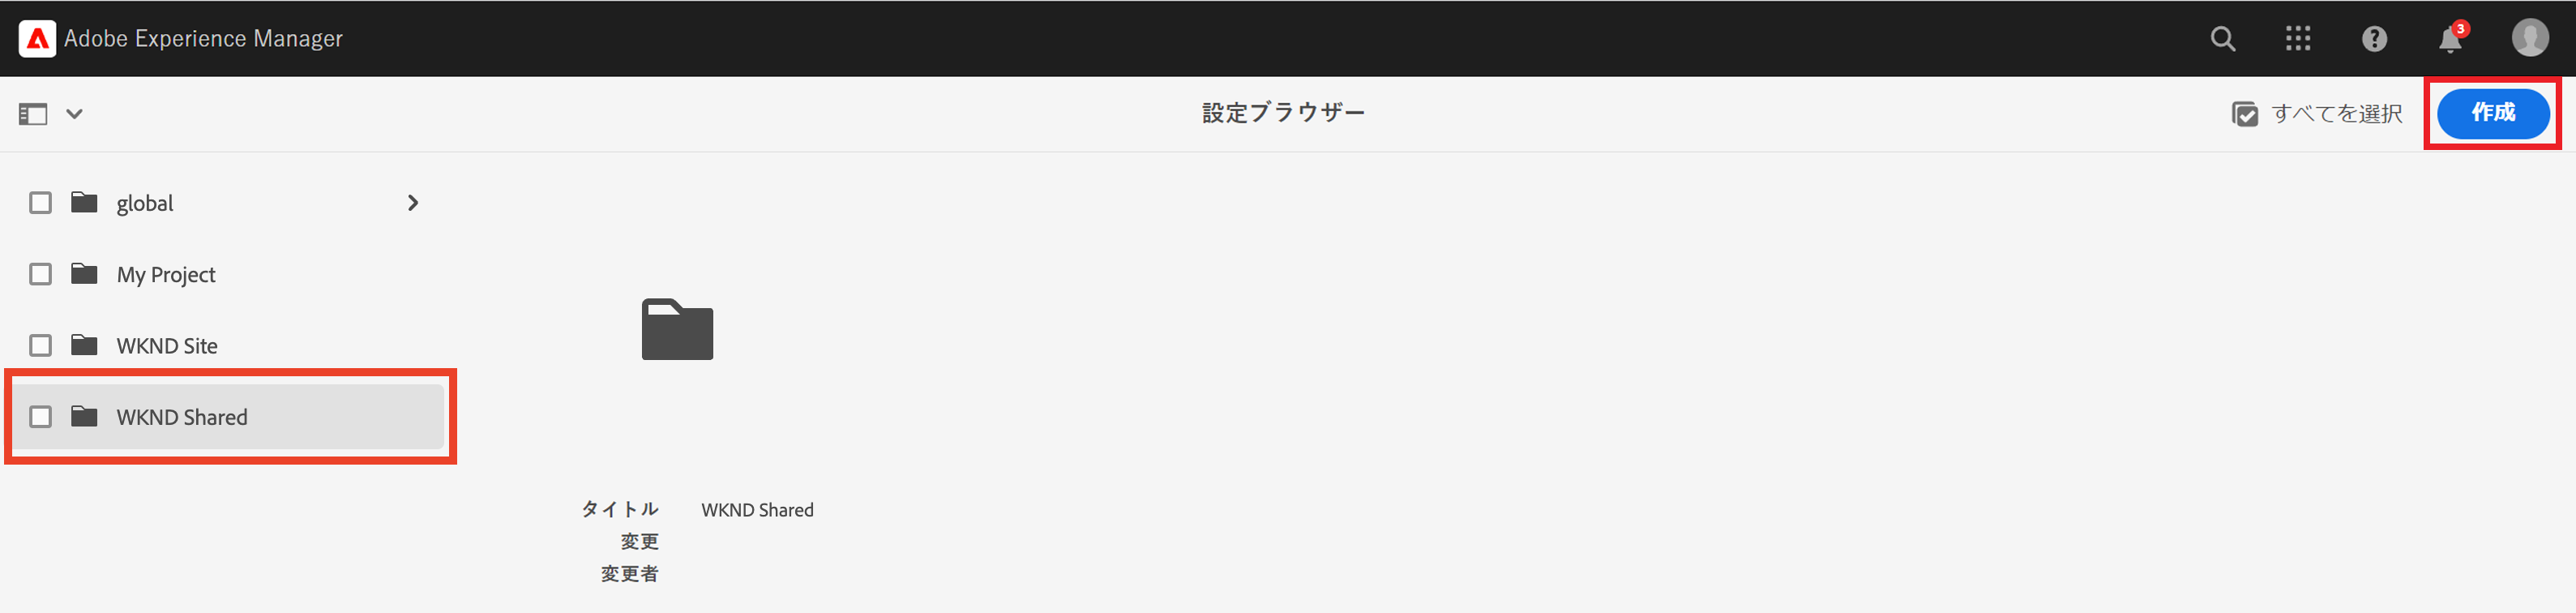 Adobe Experience Manager
3
設定ブラウザー
すべてを選択
作成
global
My Project
WKND Site
WKND Shared
タイトル WKND Shared
変更
変更者